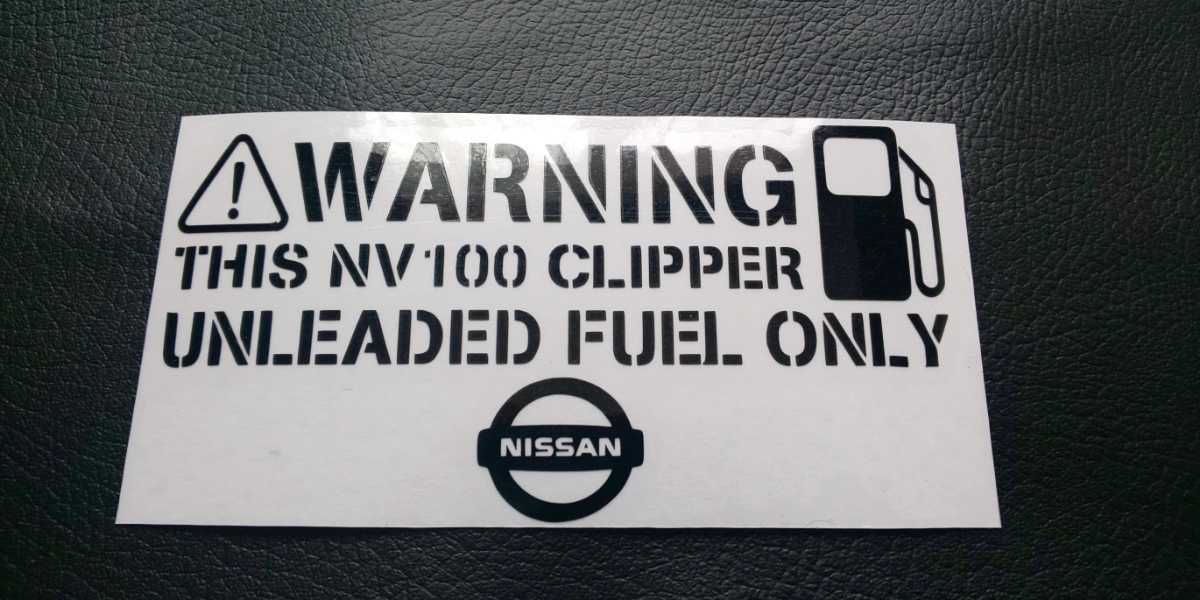 WARNING
THIS NV100 CLIPPER
UNLEADED FUEL ONLY
NISSAN